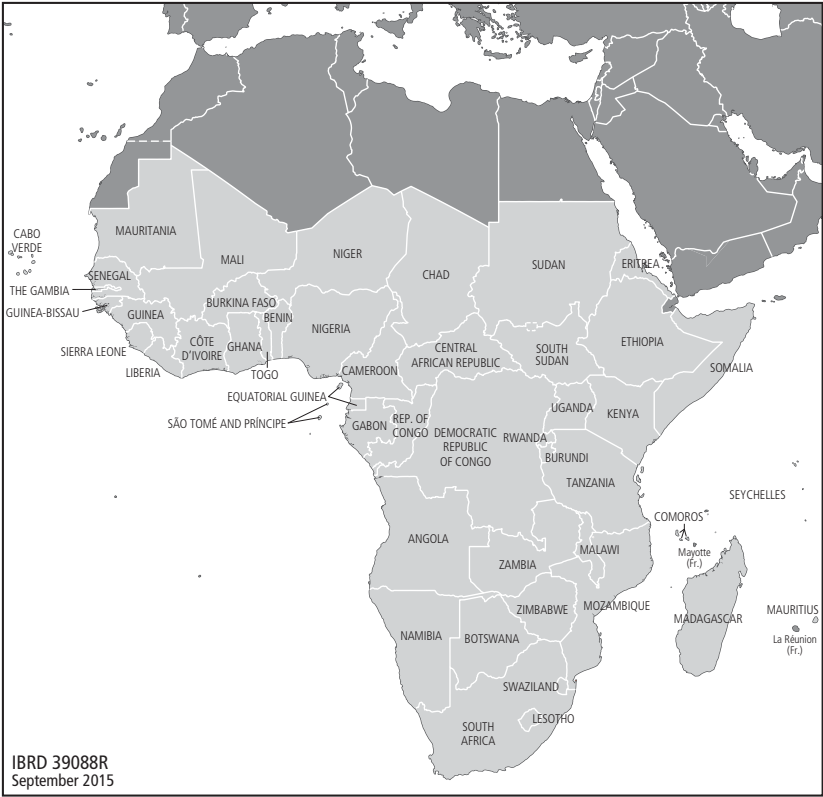 CABO
VERDE
MAURITANIA
MALI
NIGER
CHAD
SUDAN
ERITREA
SENEGAL
THE GAMBIA
GUINEA-BISSAU
GUINEA
BURKINA FASO
BENIN
NIGERIA
SIERRA LEONE
LIBERIA
CÔTE
D'IVOIRE
GHANA
TOGO
CAMEROON
CENTRAL
AFRICAN REPUBLIC
SOUTH
SUDAN
ETHIOPIA
SOMALIA
EQUATORIAL GUINEA
SÃO TOMÉ AND PRÍNCIPE
GABON
REP. OF
CONGO
DEMOCRATIC
REPUBLIC
OF CONGO
UGANDA
KENYA
RWANDA
BURUNDI
TANZANIA
SEYCHELLES
COMOROS
Mayotte
(Fr.)
ANGOLA
ZAMBIA
MALAWI
MOZAMBIQUE
ZIMBABWE
MADAGASCAR
MAURITIUS
La Réunion
(Fr.)
NAMIBIA
BOTSWANA
SWAZILAND
LESOTHO
SOUTH
AFRICA
IBRD 39088R
September 2015